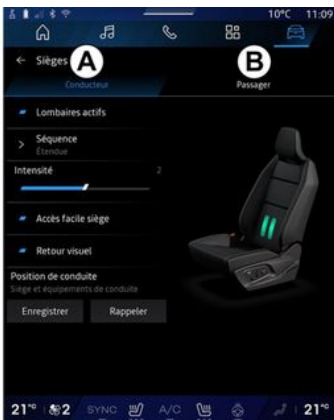 10°C 11:09
← Sièges
A
B
Conducteur
Passager
Lombaires actifs
> Séquence
Étendue
Intensité 2
Accès facile siège
Retour visuel
Position de conduite
Siège et équipements de conduite
Enregistrer Rappeler
21°C 2 SYNC A/C 21°C